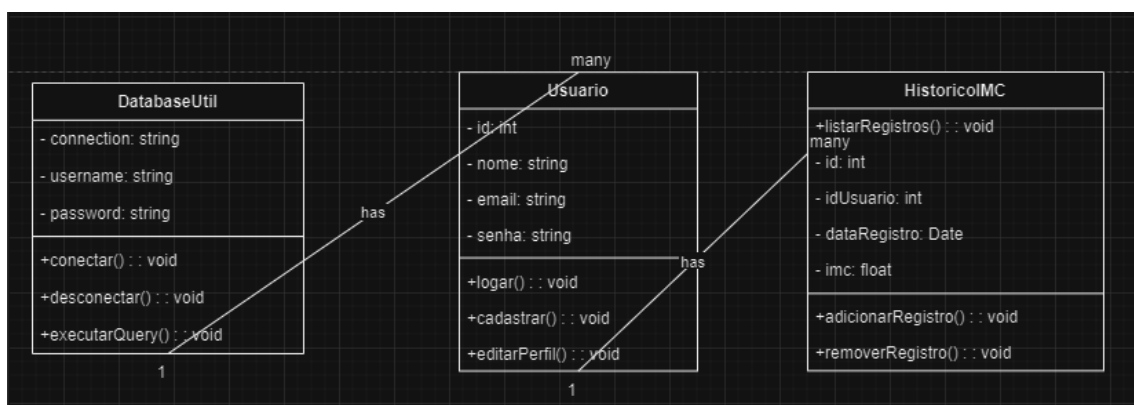 DatabaseUtil
- connection: string
- username: string
- password: string
+conectar() : : void
+desconectar() : : void
+executarQuery() : : void
1
has
many
Usuario
- id: int
- nome: string
- email: string
- senha: string
+logar() : : void
+cadastrar() : : void
+editarPerfil() : : void
1
has
many
HistoricoIMC
+listarRegistros() : : void
- id: int
- idUsuario: int
- dataRegistro: Date
- imc: float
+adicionarRegistro() : : void
+removerRegistro() : : void